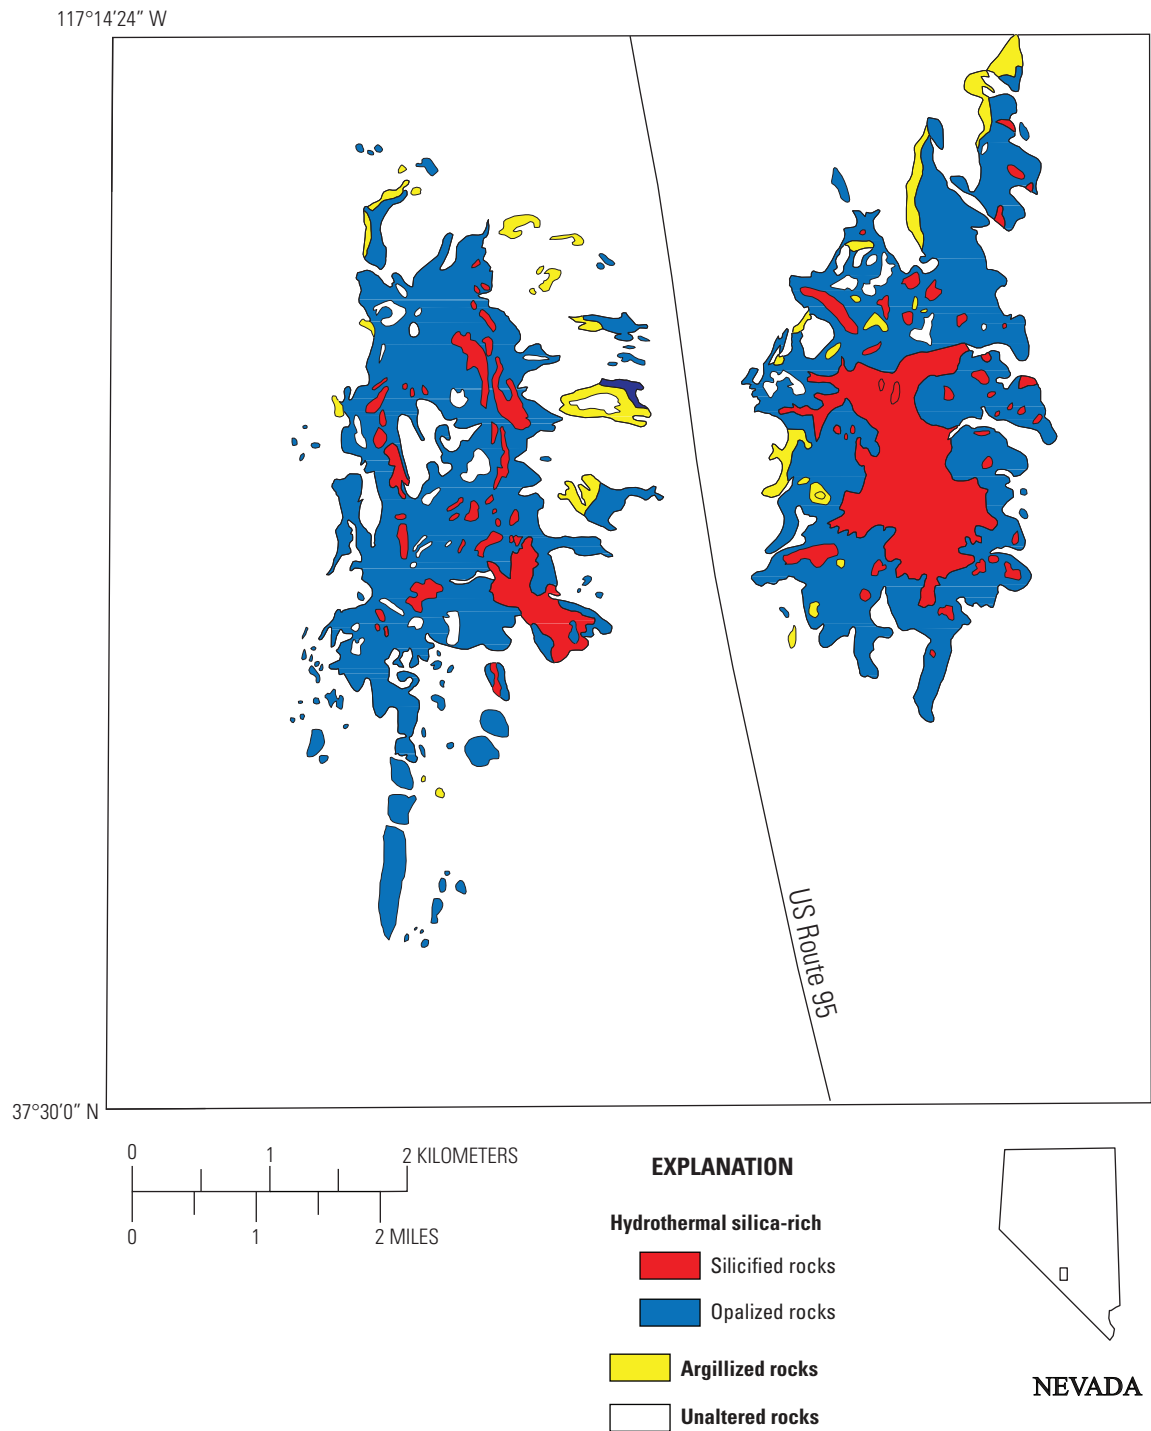 117°14’24” W
US Route 95
37°30’0” N
0 1 2 KILOMETERS
0 1 2 MILES
EXPLANATION
Hydrothermal silica-rich
Silicified rocks
Opalized rocks
Argillized rocks
Unaltered rocks
NEVADA